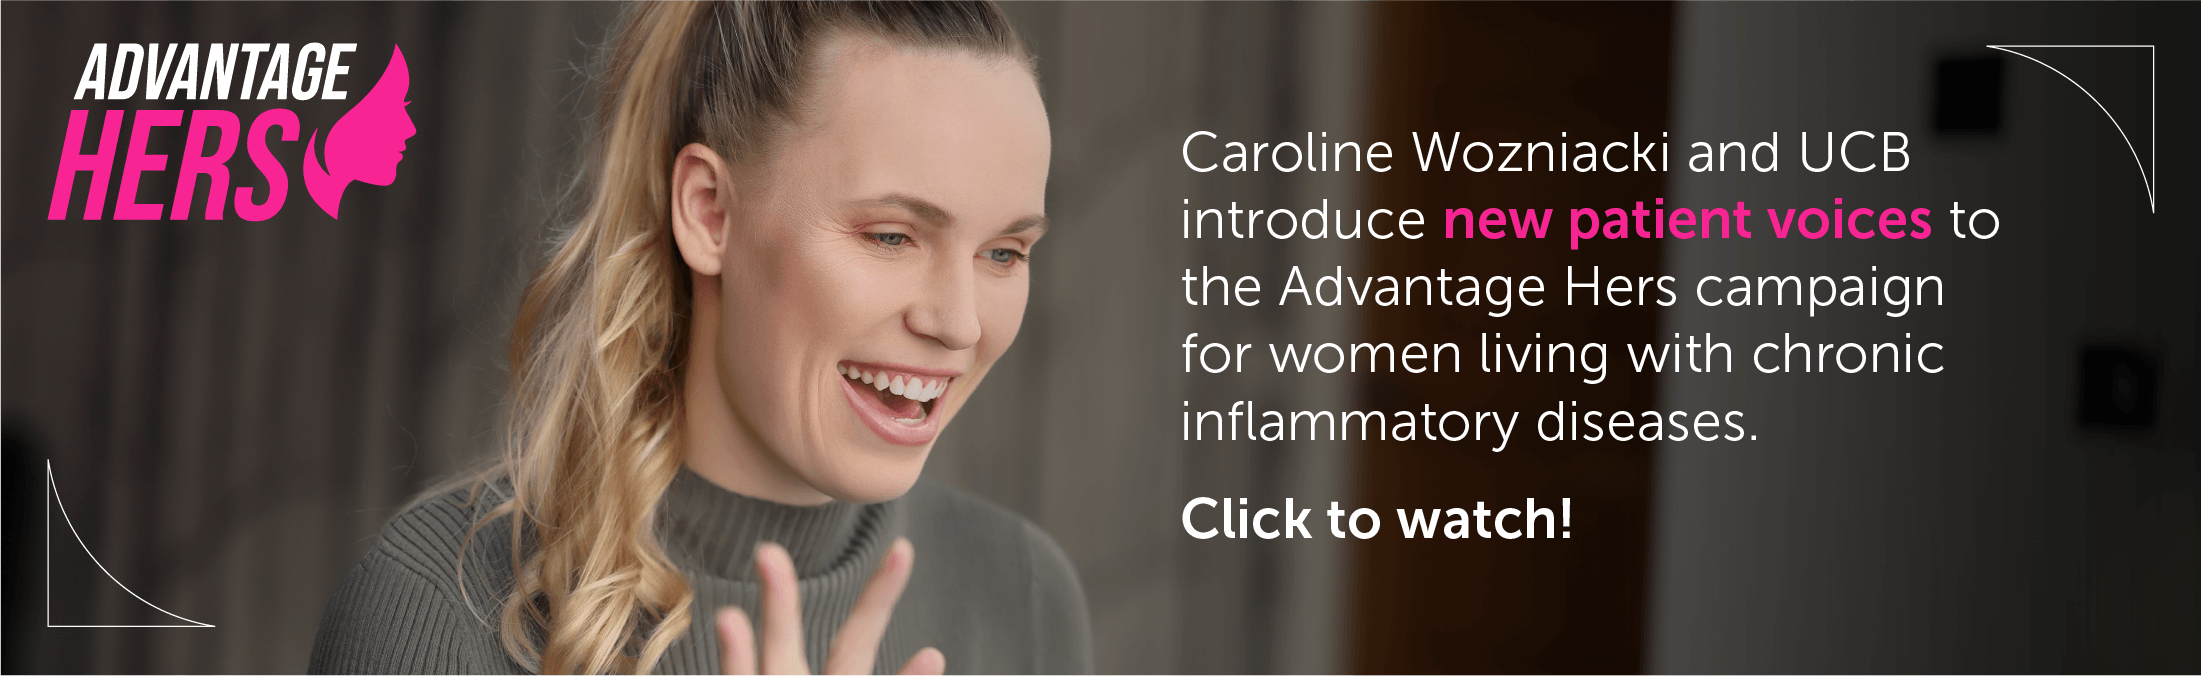 ADVANTAGE
HERS
Caroline Wozniacki and UCB
introduce new patient voices to
the Advantage Hers campaign
for women living with chronic
inflammatory diseases.
Click to watch!